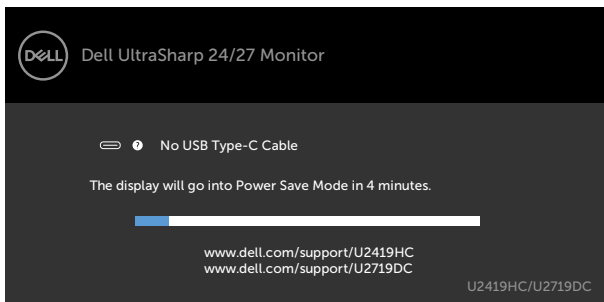 DELL
Dell UltraSharp 24/27 Monitor
? No USB Type-C Cable
The display will go into Power Save Mode in 4 minutes.
www.dell.com/support/U2419HC
www.dell.com/support/U2719DC
U2419HC/U2719DC